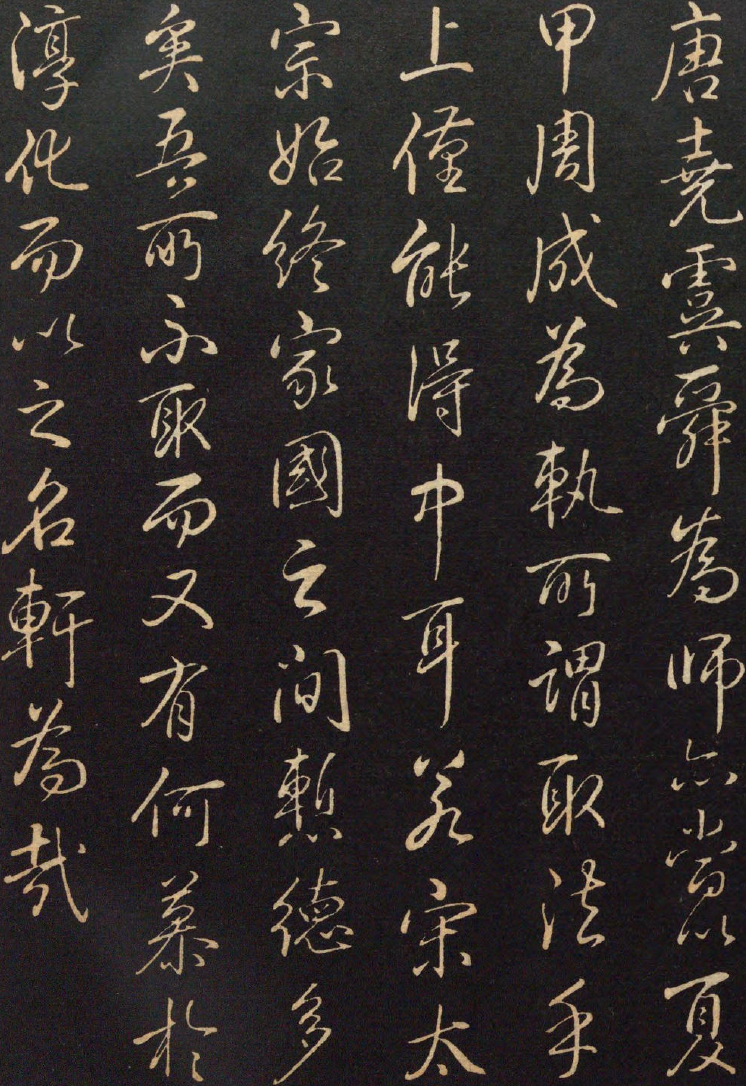 唐堯虞舜為師亦當以夏
甲周成為軌所謂取法乎
上僅能得中耳若宋太
宗始終家國之間慙德多
矣吾所不取而又有何慕於
淳化而以之名軒為哉